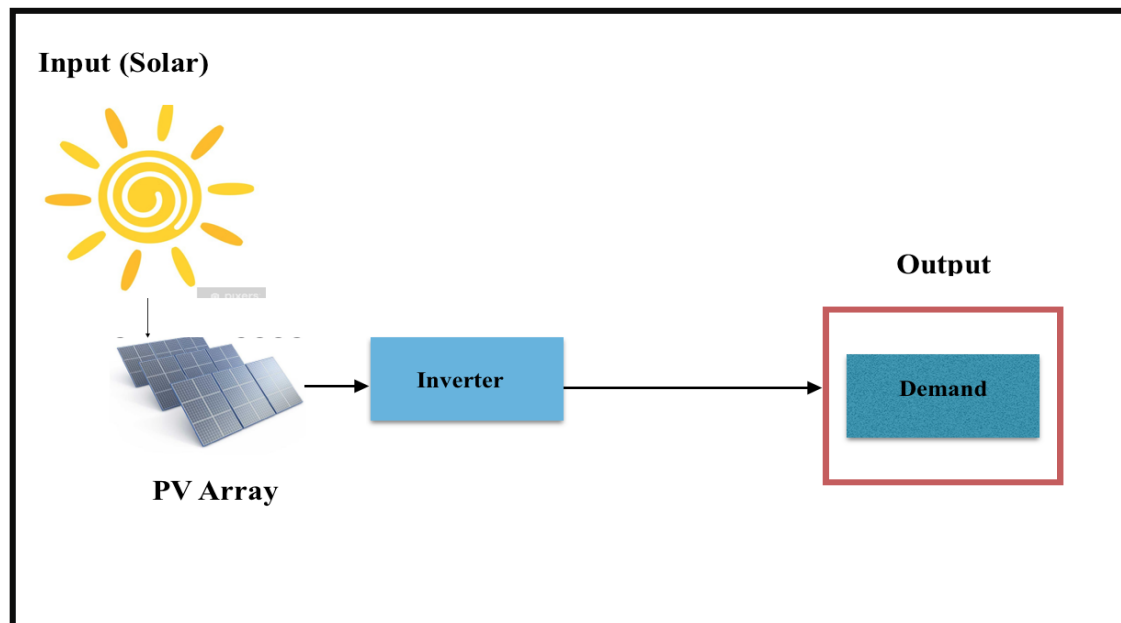 Input (Solar)
Output
Inverter
Demand
PV Array